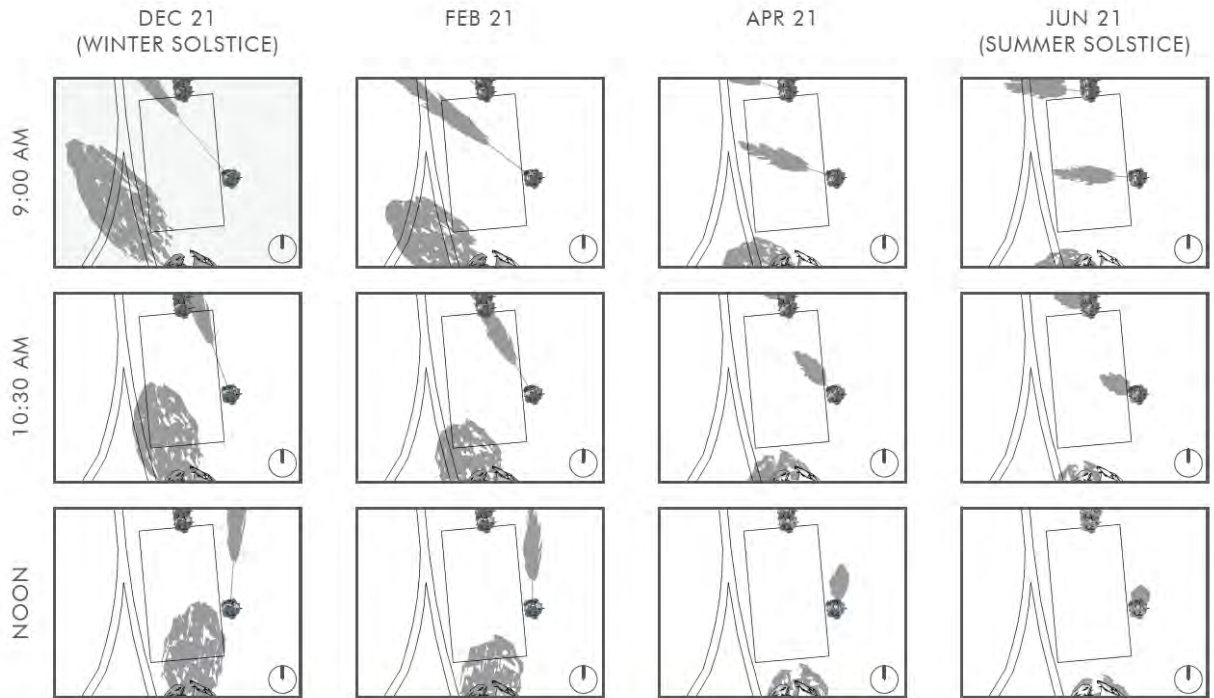 DEC 21
(WINTER SOLSTICE)
FEB 21
APR 21
JUN 21
(SUMMER SOLSTICE)
9:00 AM
10:30 AM
NOON